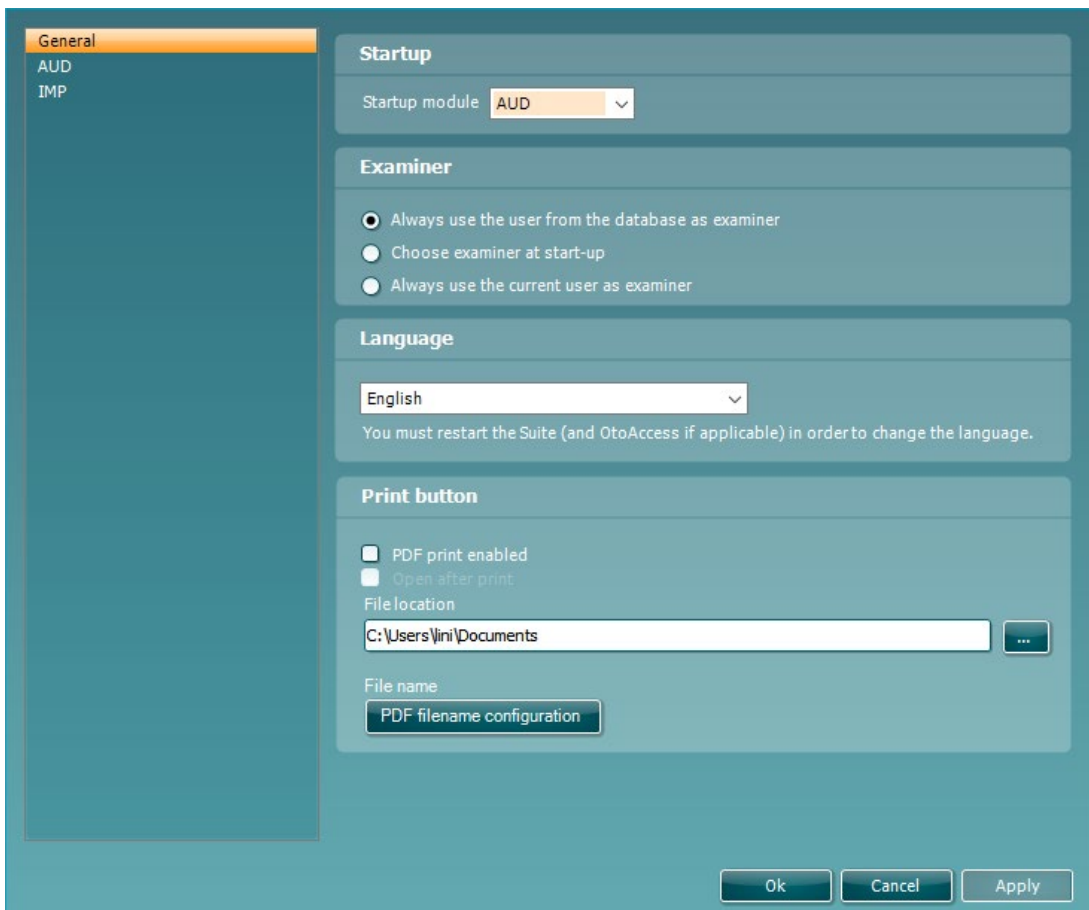 General
AUD
IMP
Startup
Startup module AUD
Examiner
Always use the user from the database as examiner
Choose examiner at start-up
Always use the current user as examiner
Language
English
You must restart the Suite (and OtoAccess if applicable) in order to change the language.
Print button
PDF print enabled
Open after print
File location
C:\Users\lini\Documents
...
File name
PDF filename configuration
Ok Cancel Apply